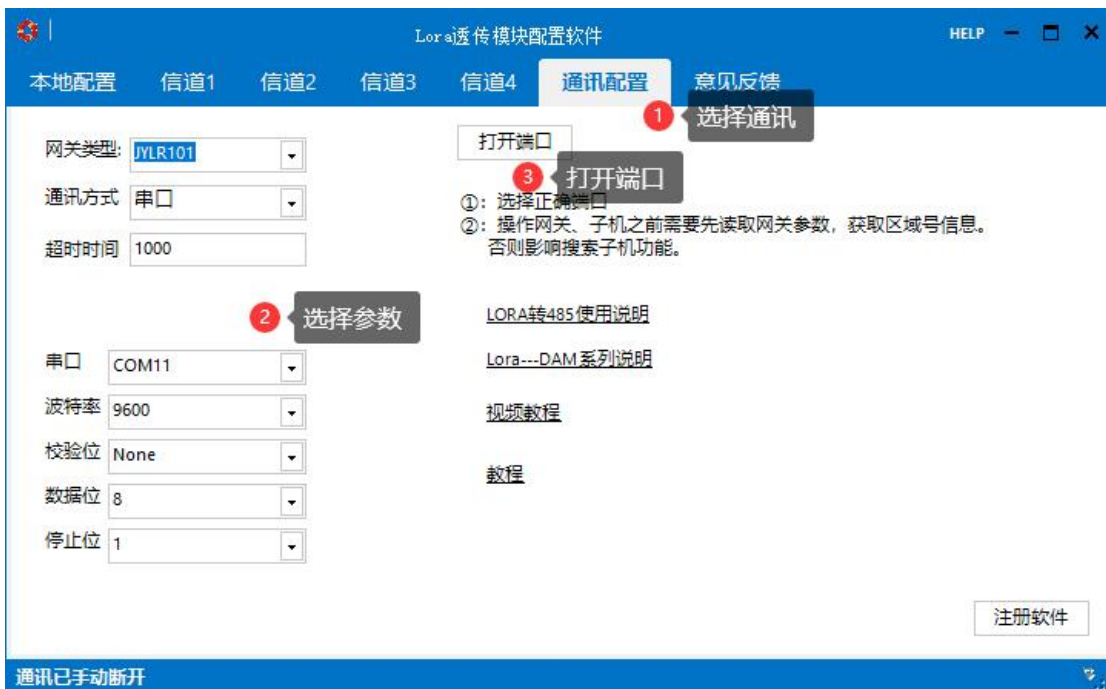 Lora透传模块配置软件
HELP
本地配置 信道1 信道2 信道3 信道4 通讯配置 意见反馈
1 选择通讯
网关类型: JYLR101
打开端口
3 打开端口
通讯方式 串口
①: 选择正确端口
②: 操作网关、子机之前需要先读取网关参数, 获取区域号信息。
否则影响搜索子机功能。
超时时间 1000
2 选择参数
LORA转485使用说明
串口 COM11
Lora---DAM系列说明
波特率 9600
视频教程
校验位 None
教程
数据位 8
停止位 1
注册软件
通讯已手动断开